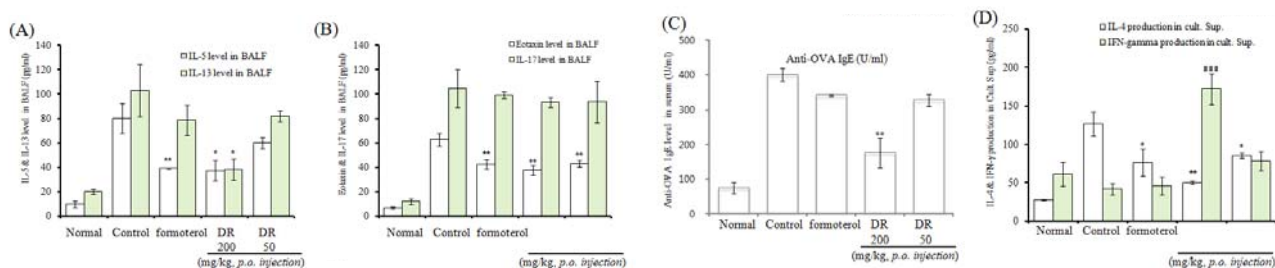 (A)
IL-5 & IL-13 level in BALF (pg/ml)
140
120
100
80
60
40
20
0
IL-5 level in BALF
IL-13 level in BALF
**
*
*
Normal Control formoterol DR 200 DR 50
(mg/kg, p.o. injection)
(B)
Eotaxin & IL-17 level in BALF (pg/ml)
140
120
100
80
60
40
20
0
Eotaxin level in BALF
IL-17 level in BALF
**
**
**
Normal Control formoterol
(mg/kg, p.o. injection)
(C)
Anti-OVA IgE level in serum (U/ml)
500
400
300
200
100
0
Anti-OVA IgE (U/ml)
**
Normal Control formoterol DR 200 DR 50
(mg/kg, p.o. injection)
(D)
IL-4 & IFN-γ production in Cult Sup (pg/ml)
300
250
200
150
100
50
0
IL-4 production in cult. Sup.
IFN-gamma production in cult. Sup.
*
**
*
Normal Control formoterol
(mg/kg, p.o. injection)